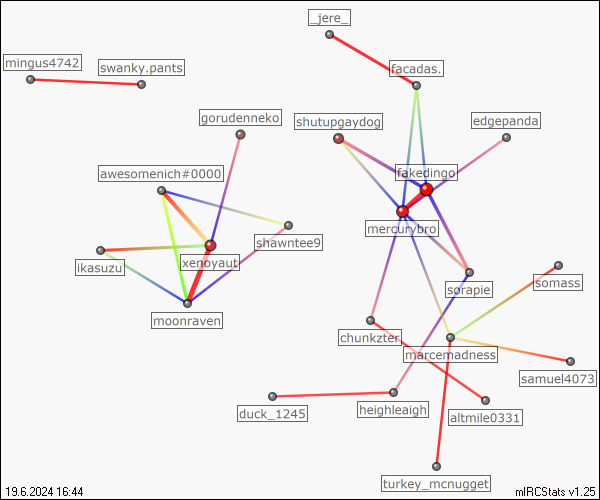 _jere_
mingus4742
swanky.pants
facadas.
gorudenneko
shutupgaydog
edgepanda
awesomenich#0000
fakedingo
mercurybro
shawntee9
xenoyaut
ikasuzu
sorapie
somass
moonraven
chunkzter
marcemadness
samuel4073
duck_1245
heighleaigh
altmile0331
turkey_mcnugget
19.6.2024 16:44
mIRCStats v1.25